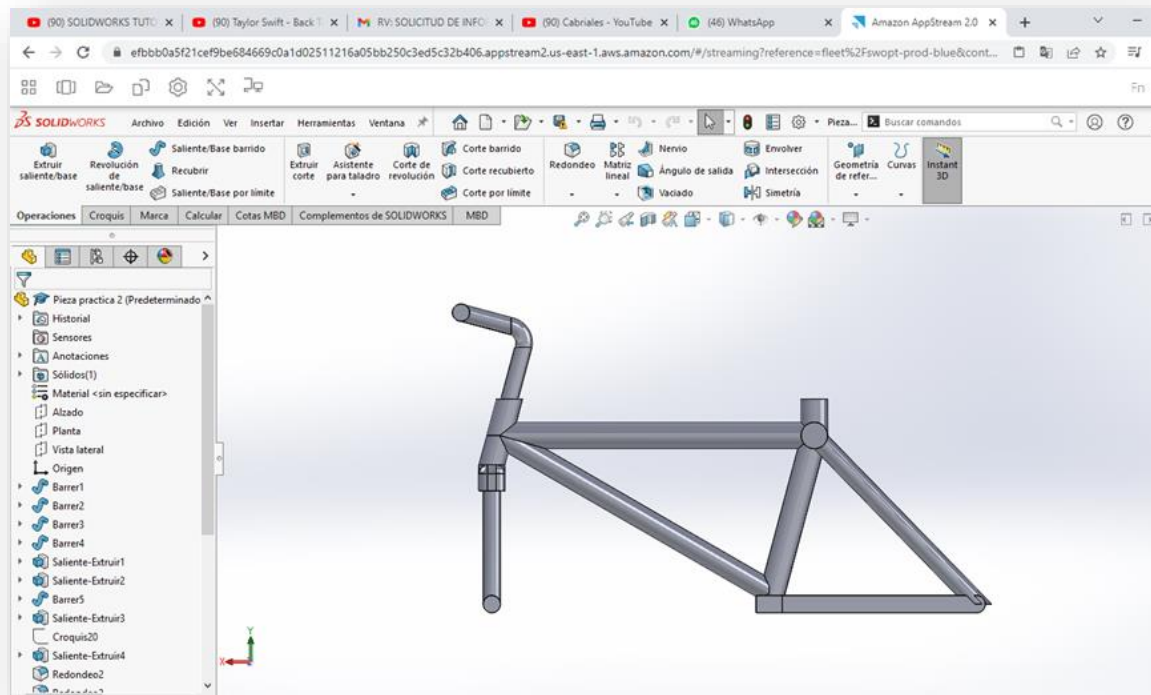 (90) SOLIDWORKS TUTO
(90) Taylor Swift - Back T
RV: SOLICITUD DE INFO
(90) Cabriales - YouTube
(46) WhatsApp
Amazon AppStream 2.0
efbbb0a5f21cef9be684669c0a1d02511216a05bb250c3ed5c32b406.appstream2.us-east-1.aws.amazon.com/#/streaming?reference=fleet%2Fswopt-prod-blue&cont...
Fn
SOLIDWORKS Archivo Edición Ver Insertar Herramientas Ventana Pieza... Buscar comandos
Extruir saliente/base
Revolución de saliente/base
Saliente/Base barrido
Recubrir
Saliente/Base por límite
Extruir corte
Asistente para taladro
Corte de revolución
Corte barrido
Corte recubierto
Corte por límite
Redondeo
Matriz lineal
Nervio
Ángulo de salida
Vaciado
Envolver
Intersección
Simetría
Geometría de refer...
Curvas
Instant 3D
Operaciones Croquis Marca Calcular Cotas MBD Complementos de SOLIDWORKS MBD
Pieza practica 2 (Predeterminado
Historial
Sensores
Anotaciones
Sólidos(1)
Material <sin especificar>
Alzado
Planta
Vista lateral
Origen
Barrer1
Barrer2
Barrer3
Barrer4
Saliente-Extruir1
Saliente-Extruir2
Barrer5
Saliente-Extruir3
Croquis20
Saliente-Extruir4
Redondeo2
Y
X